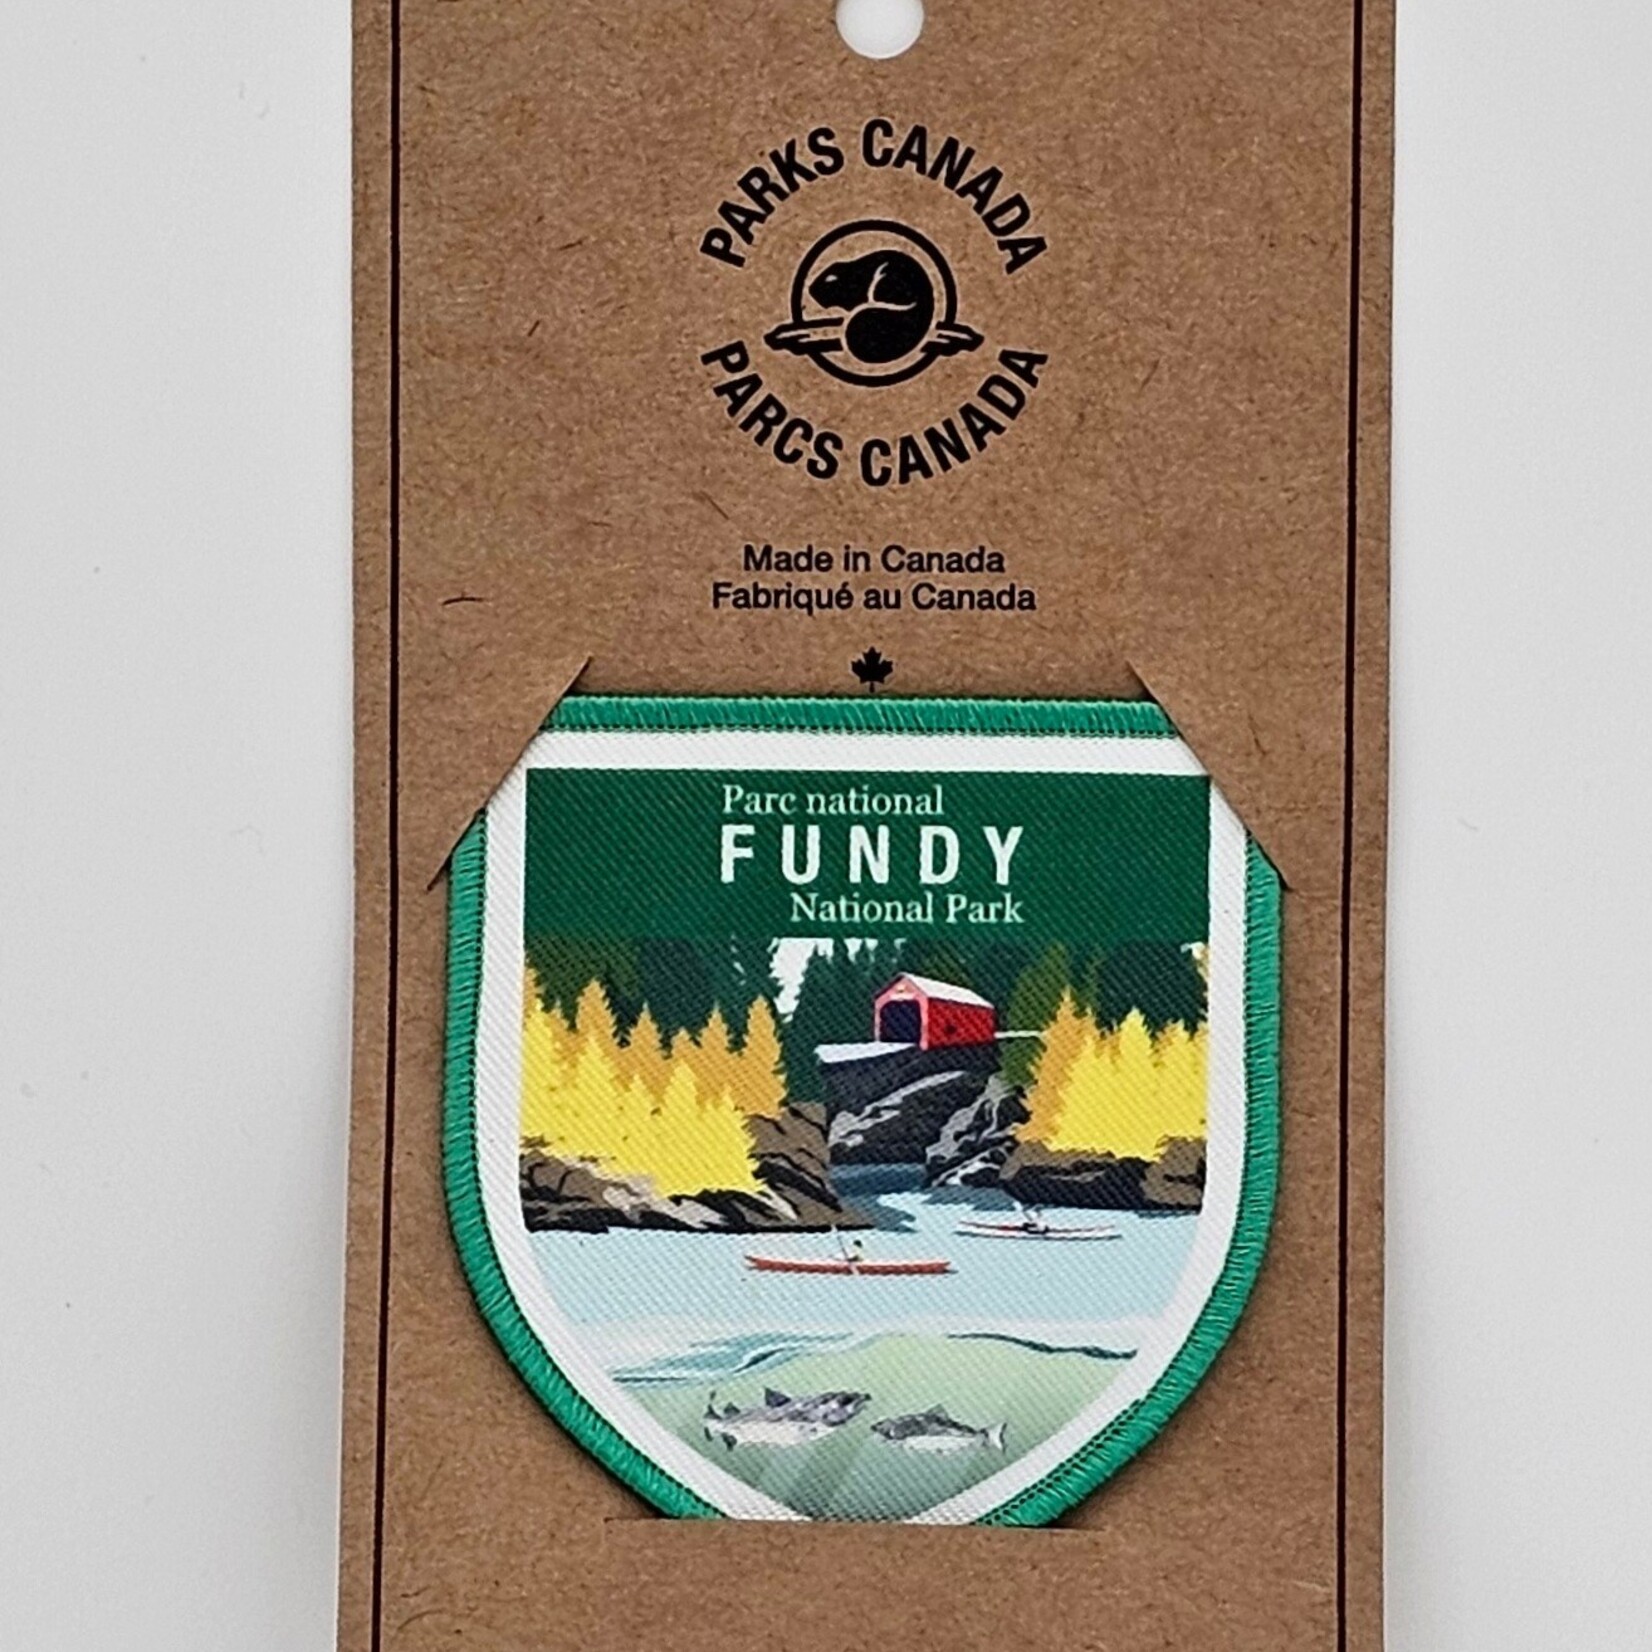 PARKS CANADA
PARCS CANADA
Made in Canada
Fabriqué au Canada
Parc national
FUNDY
National Park